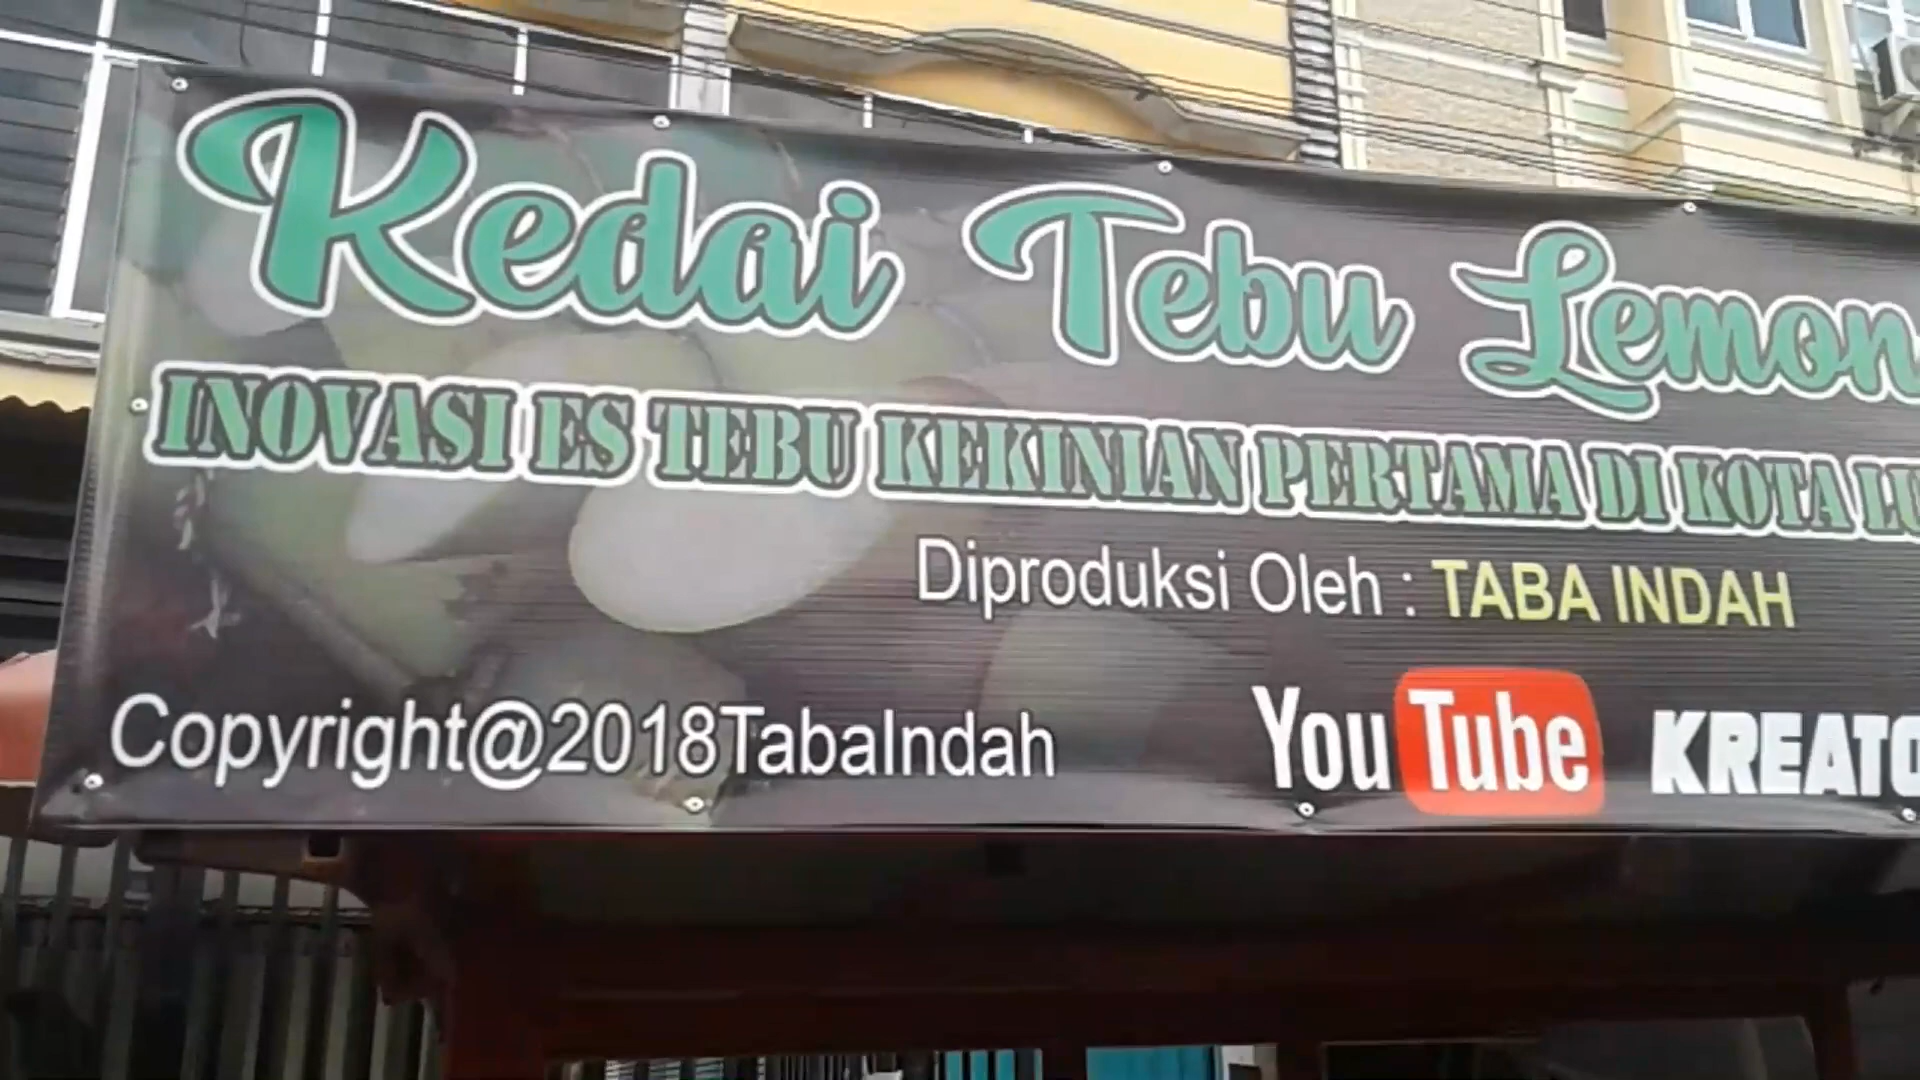 Kedai Tebu Lemon
INOVASI ES TEBU KEKINIAN PERTAMA DI KOTA
Diproduksi Oleh : TABA INDAH
Copyright@2018TabaIndah
YouTube